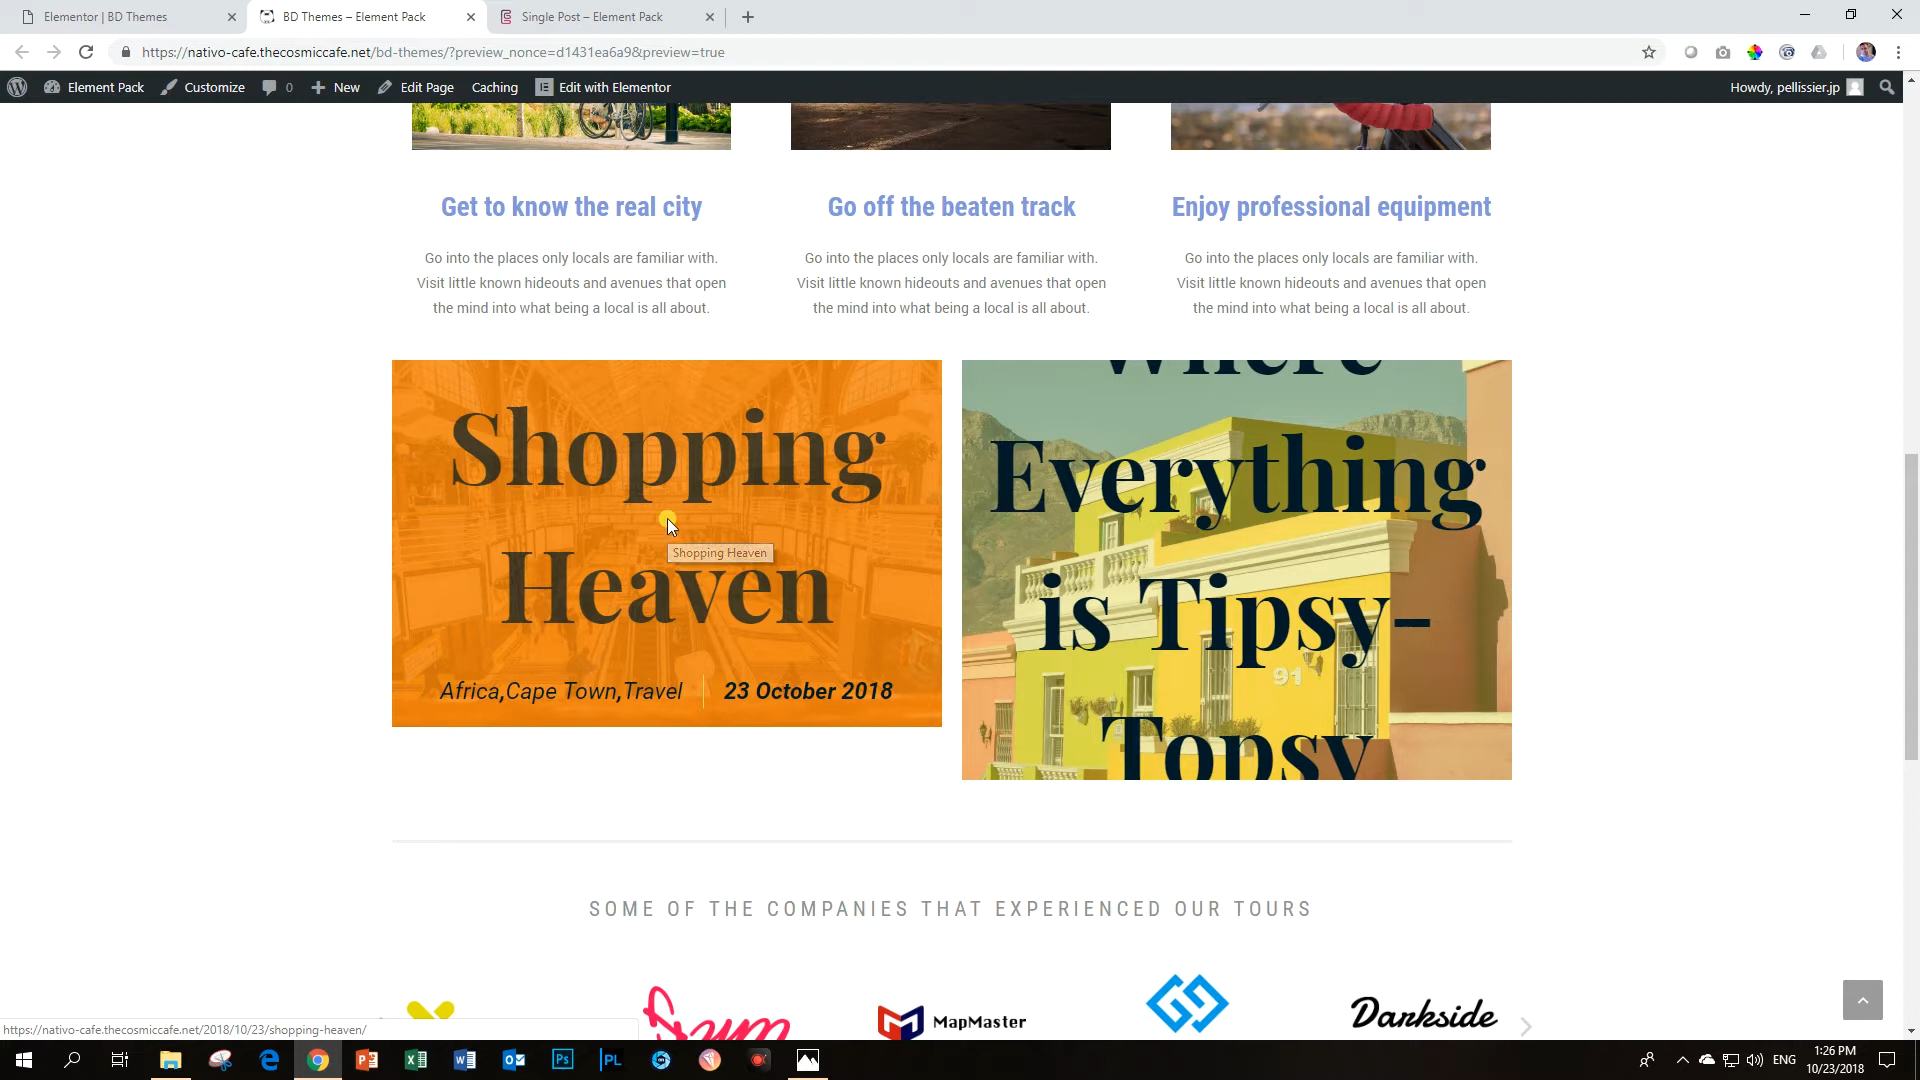 Elementor | BD Themes
BD Themes – Element Pack
Single Post – Element Pack
https://nativo-cafe.thecosmiccafe.net/bd-themes/?preview_nonce=d1431ea6a9&preview=true
Element Pack
Customize
0
New
Edit Page
Caching
Edit with Elementor
Howdy, pellissier.jp
Get to know the real city
Go into the places only locals are familiar with.
Visit little known hideouts and avenues that open
the mind into what being a local is all about.
Go off the beaten track
Go into the places only locals are familiar with.
Visit little known hideouts and avenues that open
the mind into what being a local is all about.
Enjoy professional equipment
Go into the places only locals are familiar with.
Visit little known hideouts and avenues that open
the mind into what being a local is all about.
Shopping
Heaven
Shopping Heaven
Africa,Cape Town,Travel
23 October 2018
Where
Everything
is Tipsy-
Topsy
91
SOME OF THE COMPANIES THAT EXPERIENCED OUR TOURS
MapMaster
Darkside
https://nativo-cafe.thecosmiccafe.net/2018/10/23/shopping-heaven/
Ps
PL
ENG
1:26 PM
10/23/2018